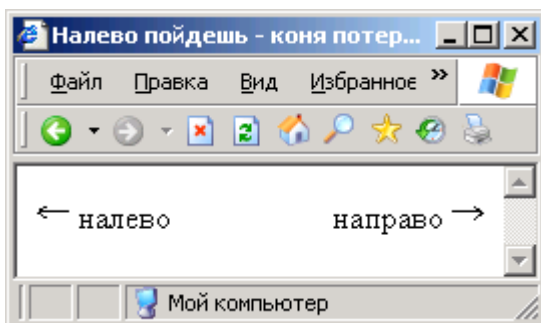 Налево пойдешь - коня потер...
Файл Правка Вид Избранное »
← налево направо →
Мой компьютер